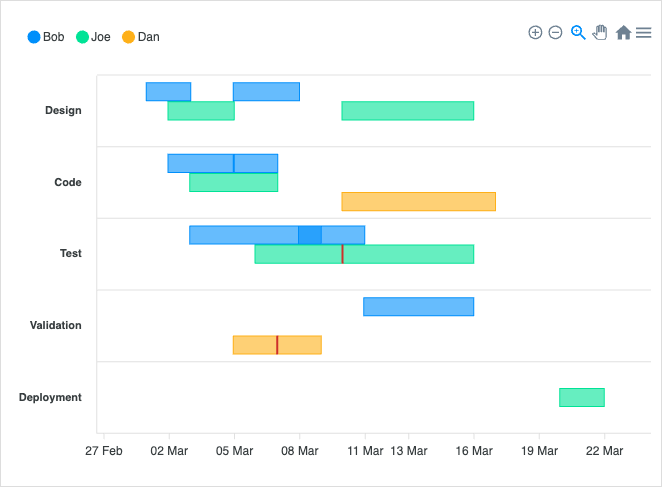 Bob Joe Dan
Design
Code
Test
Validation
Deployment
27 Feb 02 Mar 05 Mar 08 Mar 11 Mar 13 Mar 16 Mar 19 Mar 22 Mar